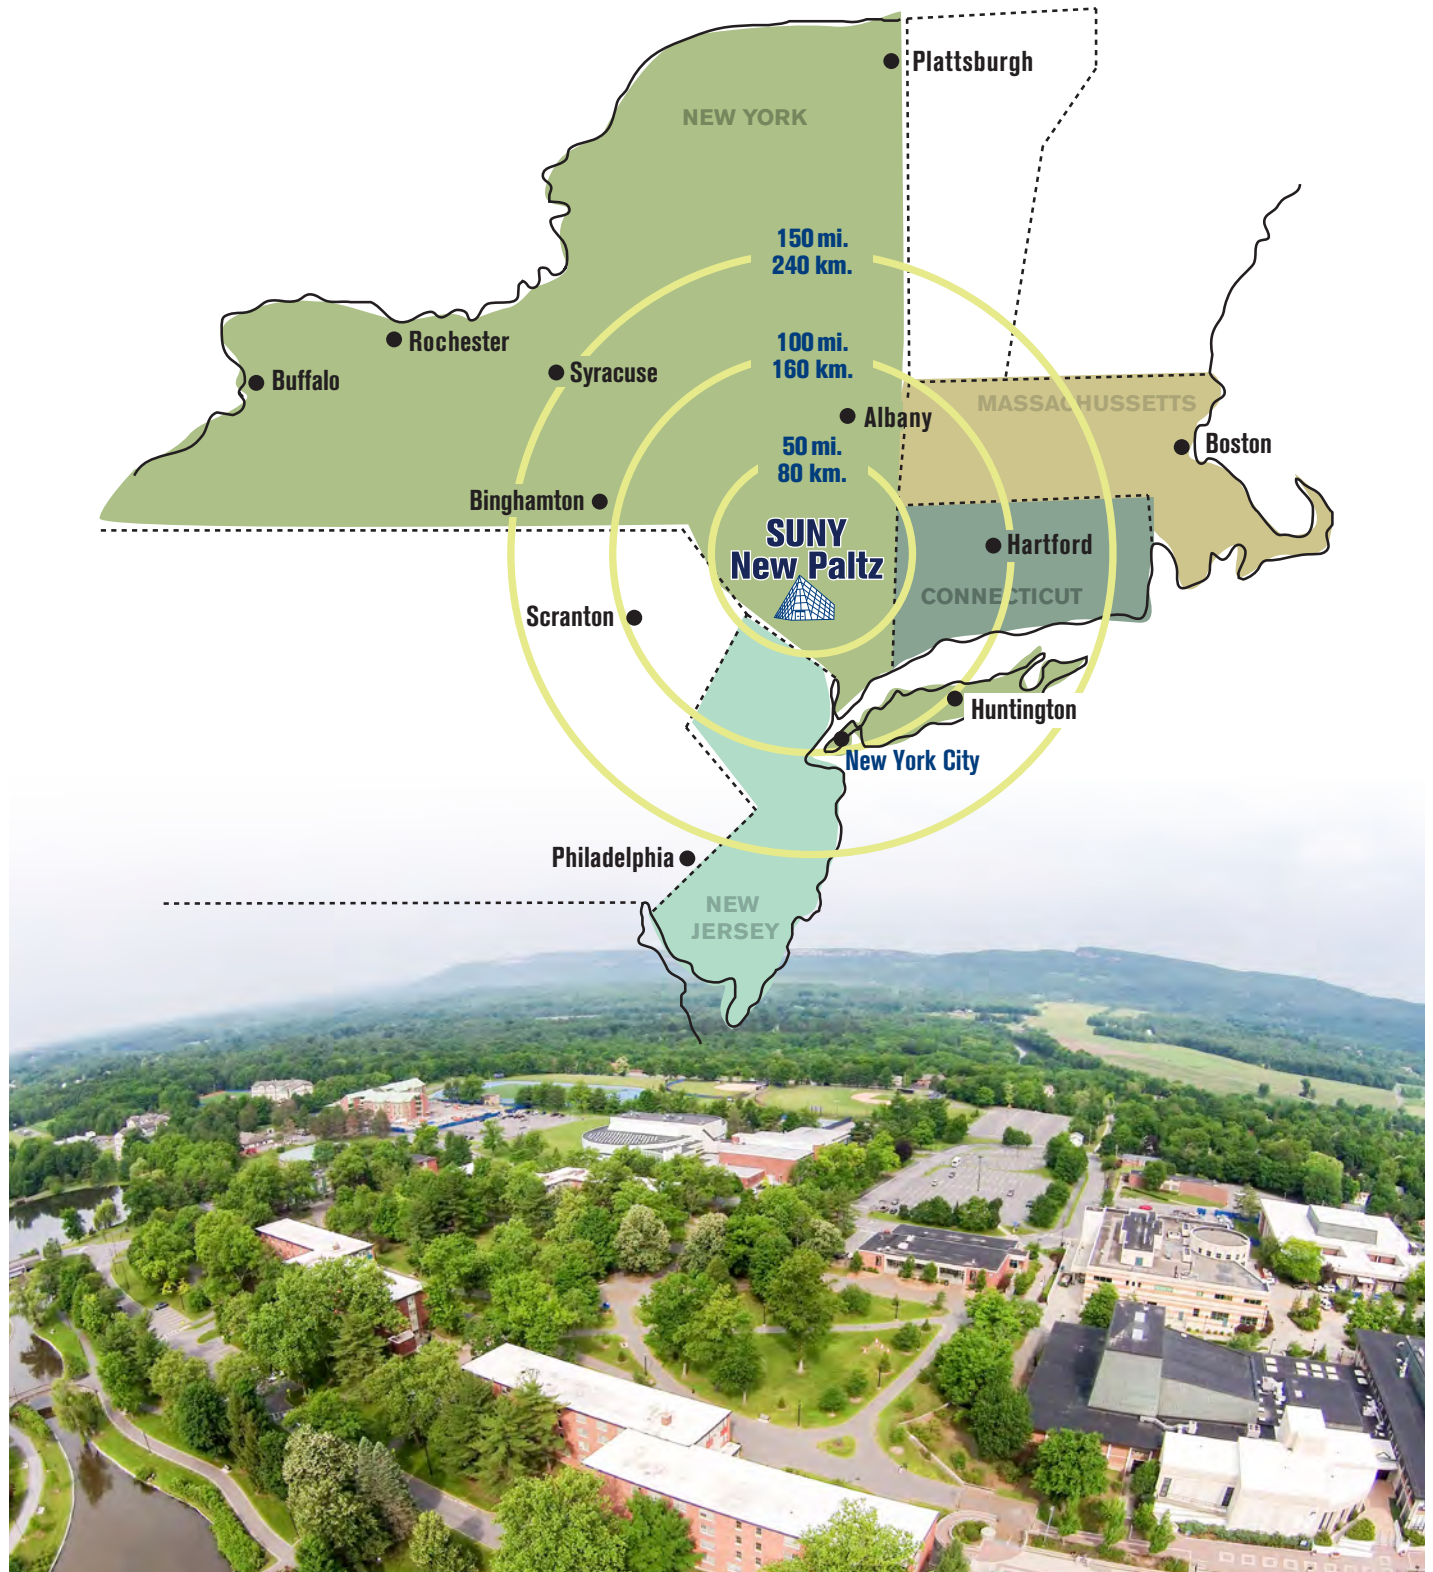 Plattsburgh
NEW YORK
150 mi.
240 km.
100 mi.
160 km.
Rochester
Syracuse
Buffalo
MASSACHUSSETTS
Albany
Boston
50 mi.
80 km.
Binghamton
SUNY
New Paltz
Hartford
CONNECTICUT
Scranton
Huntington
New York City
Philadelphia
NEW
JERSEY